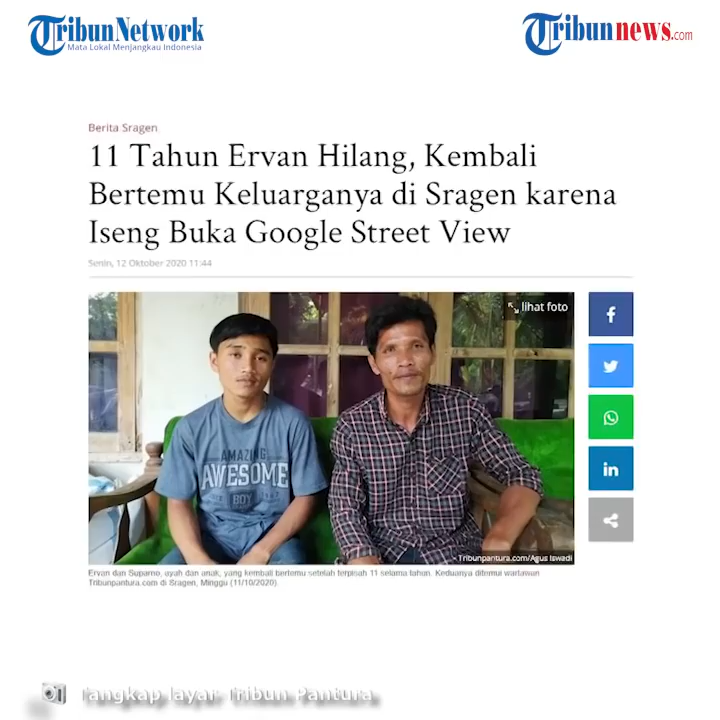 TribunNetwork
Mata Lokal Menjangkau Indonesia
Tribunnews.com
Berita Sragen
11 Tahun Ervan Hilang, Kembali
Bertemu Keluarganya di Sragen karena
Iseng Buka Google Street View
Senin, 12 Oktober 2020 11:44
lihat foto
AMAZING
AWESOME
BOY
Tribunpantura.com/Agus Iswadi
Ervan dan Suparno, ayah dan anak, yang kembali bertemu setelah terpisah 11 selama tahun. Keduanya ditemui wartawan
Tribunpantura.com di Sragen, Minggu (11/10/2020)
Tangkap layar Tribun Pantura